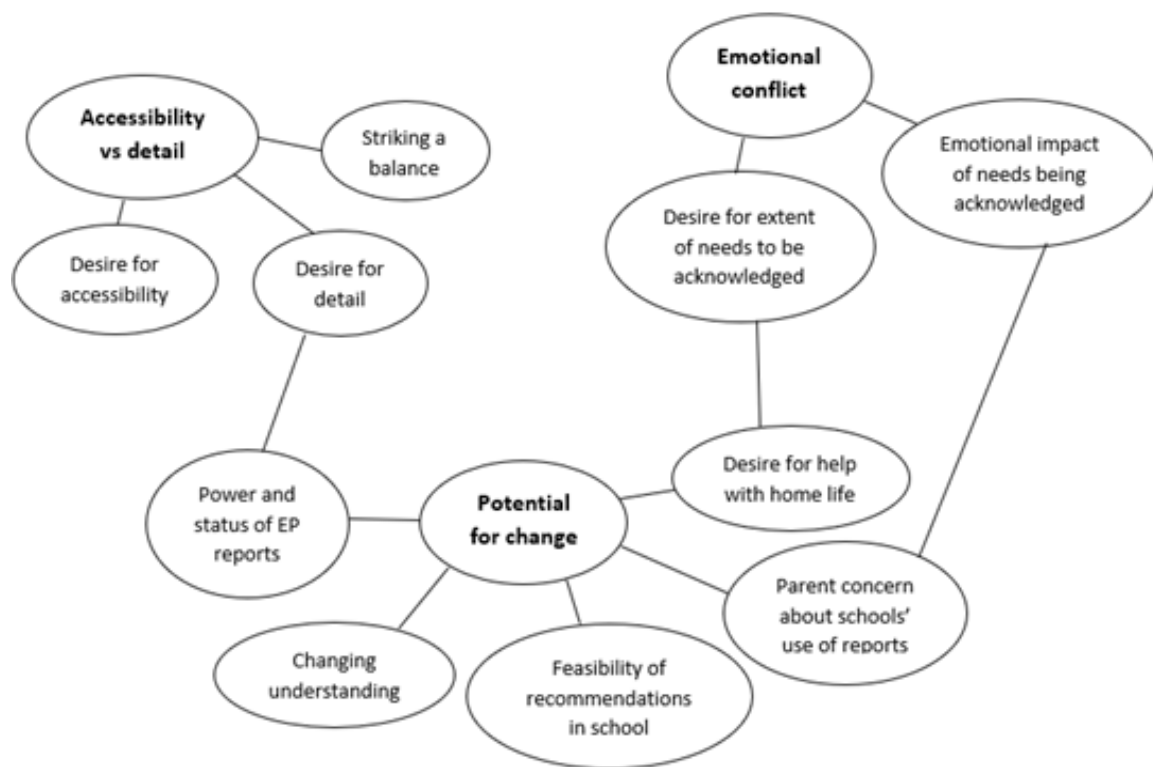 Emotional
conflict
Accessibility
vs detail
Striking a
balance
Emotional impact
of needs being
acknowledged
Desire for extent
of needs to be
acknowledged
Desire for
accessibility
Desire for
detail
Desire for help
with home life
Power and
status of EP
reports
Potential
for change
Parent concern
about schools’
use of reports
Changing
understanding
Feasibility of
recommendations
in school